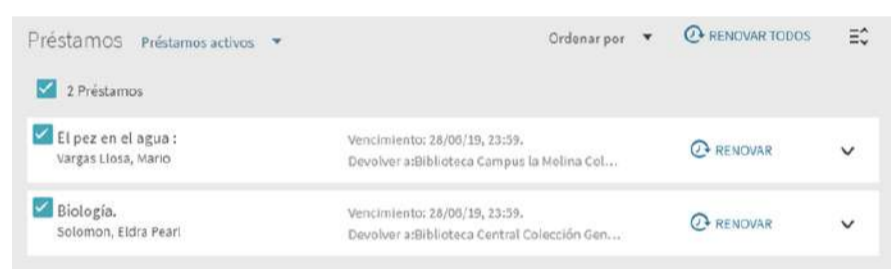 Préstamos Préstamos activos Ordenar por RENOVAR TODOS
2 Préstamos
El pez en el agua : Vencimiento: 28/06/19, 23:59. RENOVAR
Vargas Llosa, Mario Devolver a:Biblioteca Campus la Molina Col...
Biología. Vencimiento: 28/06/19, 23:59. RENOVAR
Solomon, Eldra Pearl Devolver a:Biblioteca Central Colección Gen...